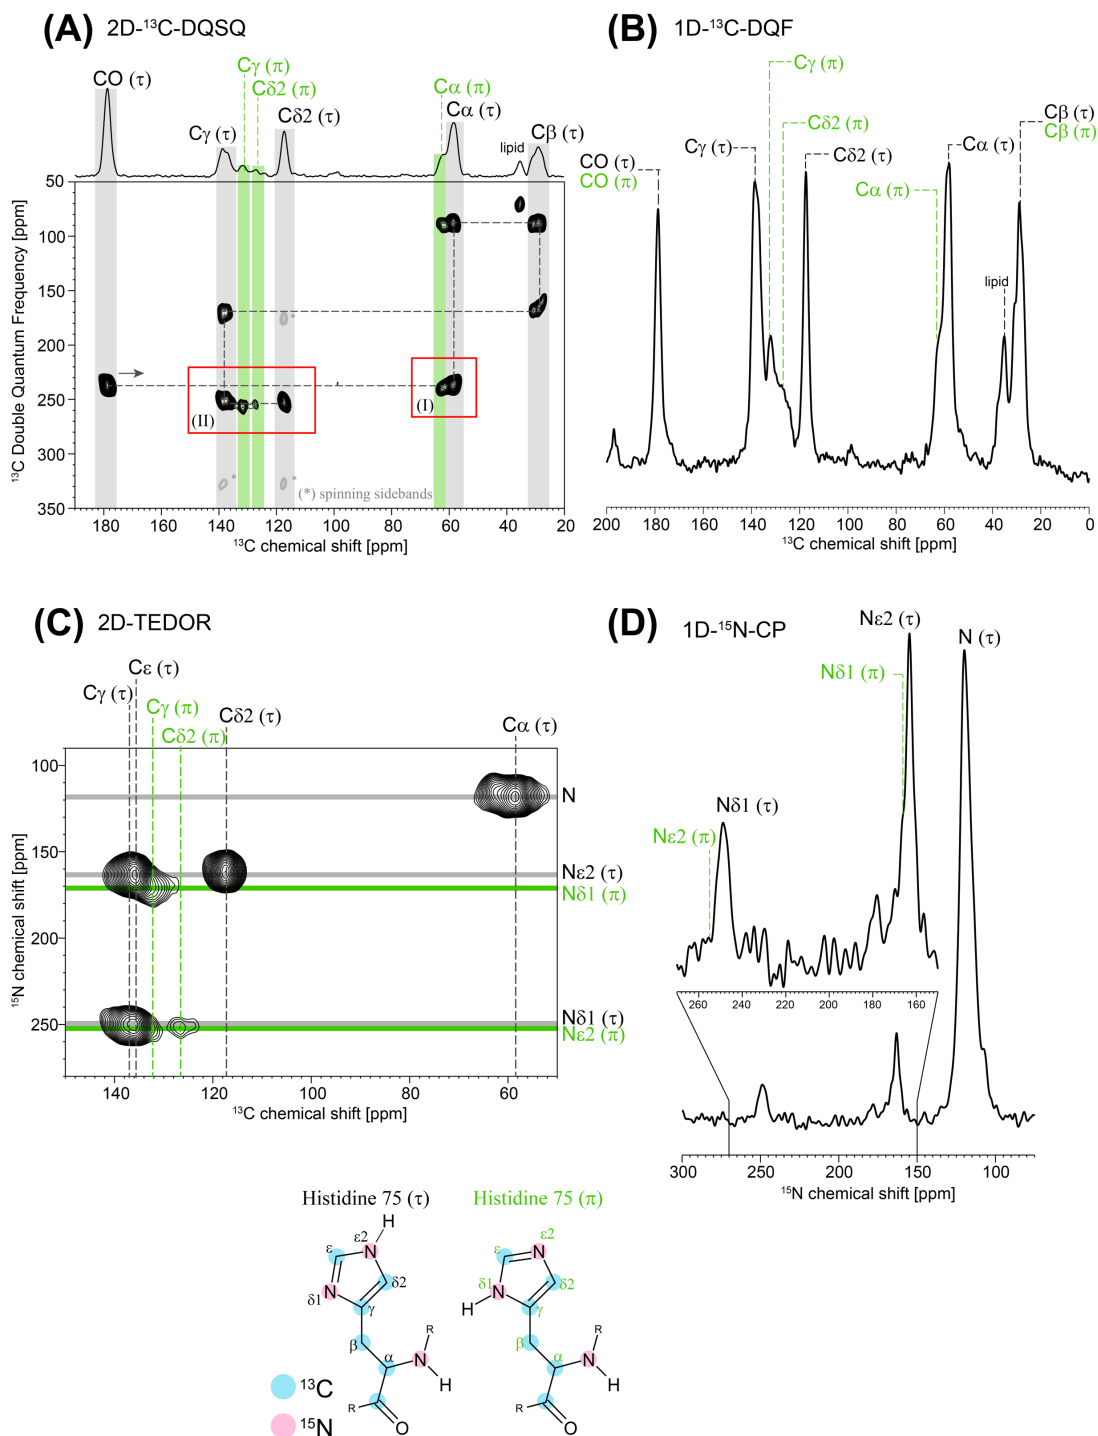 (A) 2D-¹³C-DQSQ
CO (τ)
Cγ (π)
Cδ2 (π)
Cγ (τ)
Cδ2 (τ)
Cα (π)
Cα (τ)
lipid
Cβ (τ)
50
100
150
200
250
300
350
¹³C Double Quantum Frequency [ppm]
*
(I)
(II)
*
*
(*) spinning sidebands
180 160 140 120 100 80 60 40 20
¹³C chemical shift [ppm]
(B) 1D-¹³C-DQF
Cγ (π)
Cδ2 (π)
Cγ (τ)
Cδ2 (τ)
CO (τ)
CO (π)
Cα (τ)
Cα (π)
Cβ (τ)
Cβ (π)
lipid
200 180 160 140 120 100 80 60 40 20 0
¹³C chemical shift [ppm]
(C) 2D-TEDOR
Cε (τ)
Cγ (τ)
Cγ (π)
Cδ2 (π)
Cδ2 (τ)
Cα (τ)
100
150
200
250
¹⁵N chemical shift [ppm]
N
Nε2 (τ)
Nδ1 (π)
Nδ1 (τ)
Nε2 (π)
140 120 100 80 60
¹³C chemical shift [ppm]
(D) 1D-¹⁵N-CP
Nε2 (τ)
N (τ)
Nδ1 (π)
Nδ1 (τ)
Nε2 (π)
260 240 220 200 180 160
300 250 200 150 100
¹⁵N chemical shift [ppm]
Histidine 75 (τ)
H
ε2
ε
N
N
δ1
δ2
γ
β
α
R
N
H
R
O
Histidine 75 (π)
ε2
ε
N
δ1
N
H
δ2
γ
β
α
R
N
H
R
O
¹³C
¹⁵N